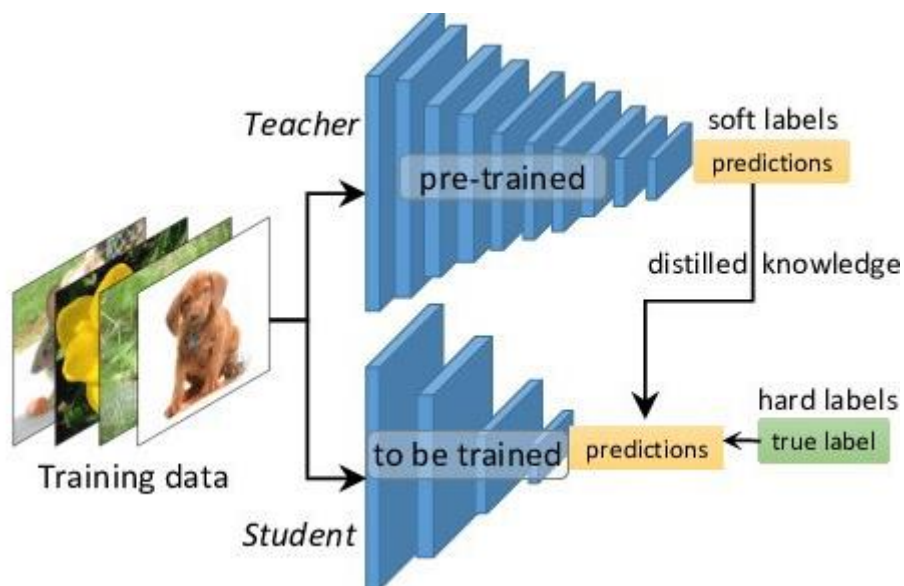 Teacher
pre-trained
soft labels
predictions
distilled knowledge
Training data
Student
to be trained
predictions
hard labels
true label